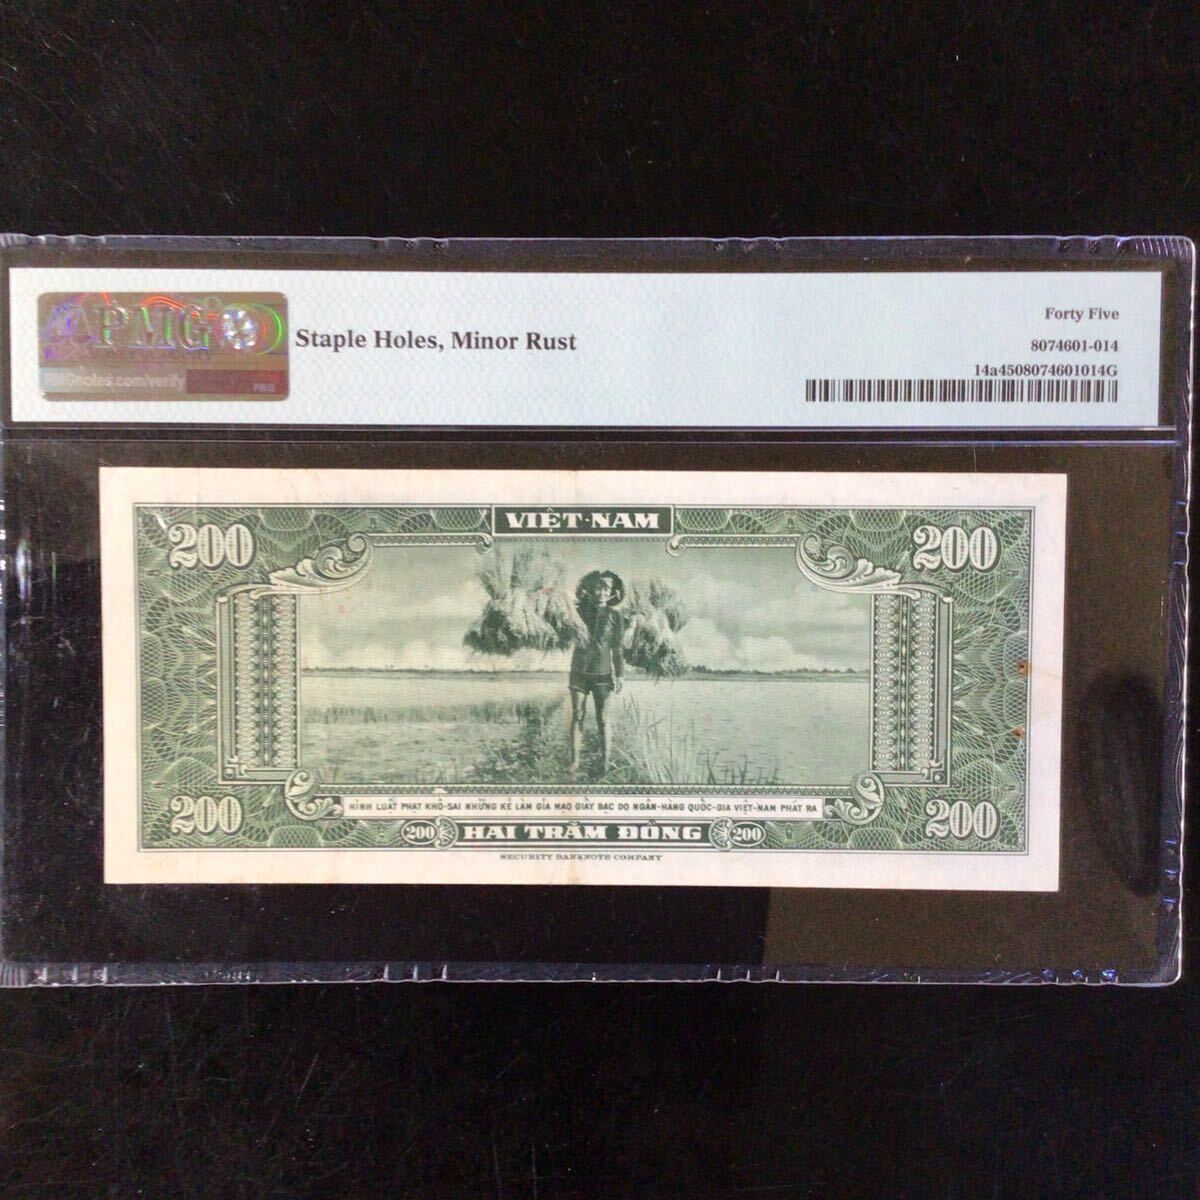 PMG
PMGnotes.com/verify
PMG
Staple Holes, Minor Rust
Forty Five
8074601-014
14a4508074601014G
VIỆT-NAM
200
200
HÌNH LUẬT PHẠT KHỔ-SAI NHỮNG KẺ LÀM GIẢ MẠO GIẤY BẠC DO NGÂN-HÀNG QUỐC-GIA VIỆT-NAM PHÁT RA
200
200 HAI TRĂM ĐỒNG 200
200
SECURITY BANKNOTE COMPANY